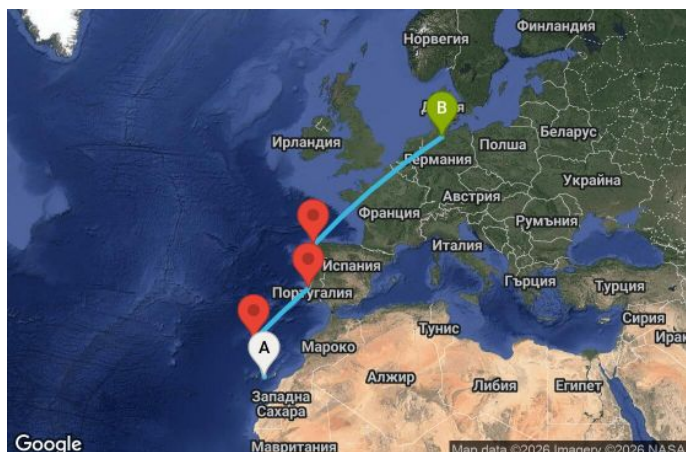 Финландия
Норвегия
Дания
B
Ирландия
Беларус
Полша
Германия
Украйна
Австрия
Франция
Румъния
Италия
Испания
Гърция
Турция
Португалия
Сирия
Тунис
Ирак
A
Мароко
Алжир
Либия
Египет
Западна
Сахара
Мавритания
Google
Map data ©2026 Imagery ©2026 NASA